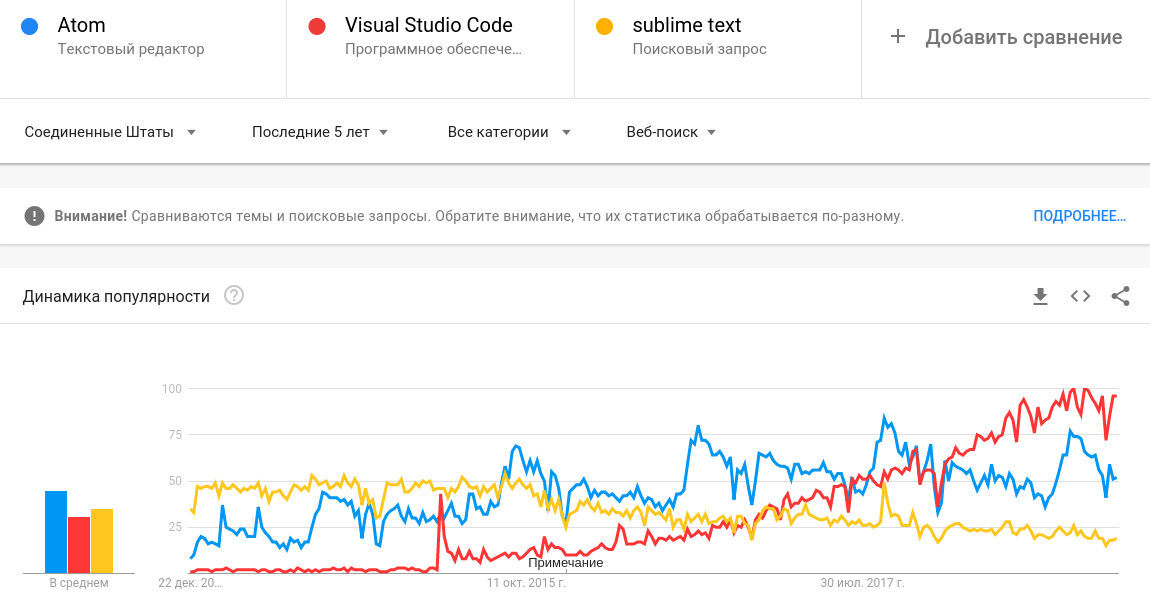 Atom
Текстовый редактор
Visual Studio Code
Программное обеспече…
sublime text
Поисковый запрос
+ Добавить сравнение
Соединенные Штаты
Последние 5 лет
Все категории
Веб-поиск
Внимание! Сравниваются темы и поисковые запросы. Обратите внимание, что их статистика обрабатывается по-разному.
ПОДРОБНЕЕ…
Динамика популярности
100
75
50
25
Примечание
В среднем
22 дек. 20…
11 окт. 2015 г.
30 июл. 2017 г.